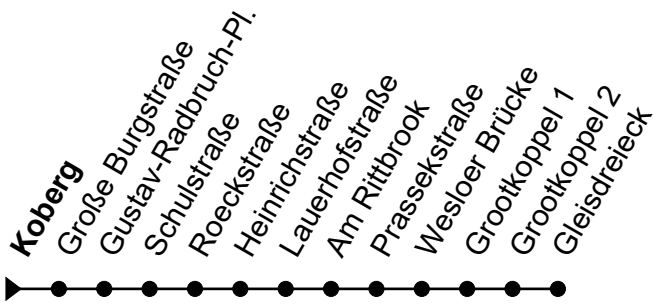 Koberg
Große Burgstraße
Gustav-Radbruch-Pl.
Schulstraße
Roeckstraße
Heinrichstraße
Lauerhofstraße
Am Rittbrook
Prassekstraße
Wesloer Brücke
Grootkoppel 1
Grootkoppel 2
Gleisdreieck